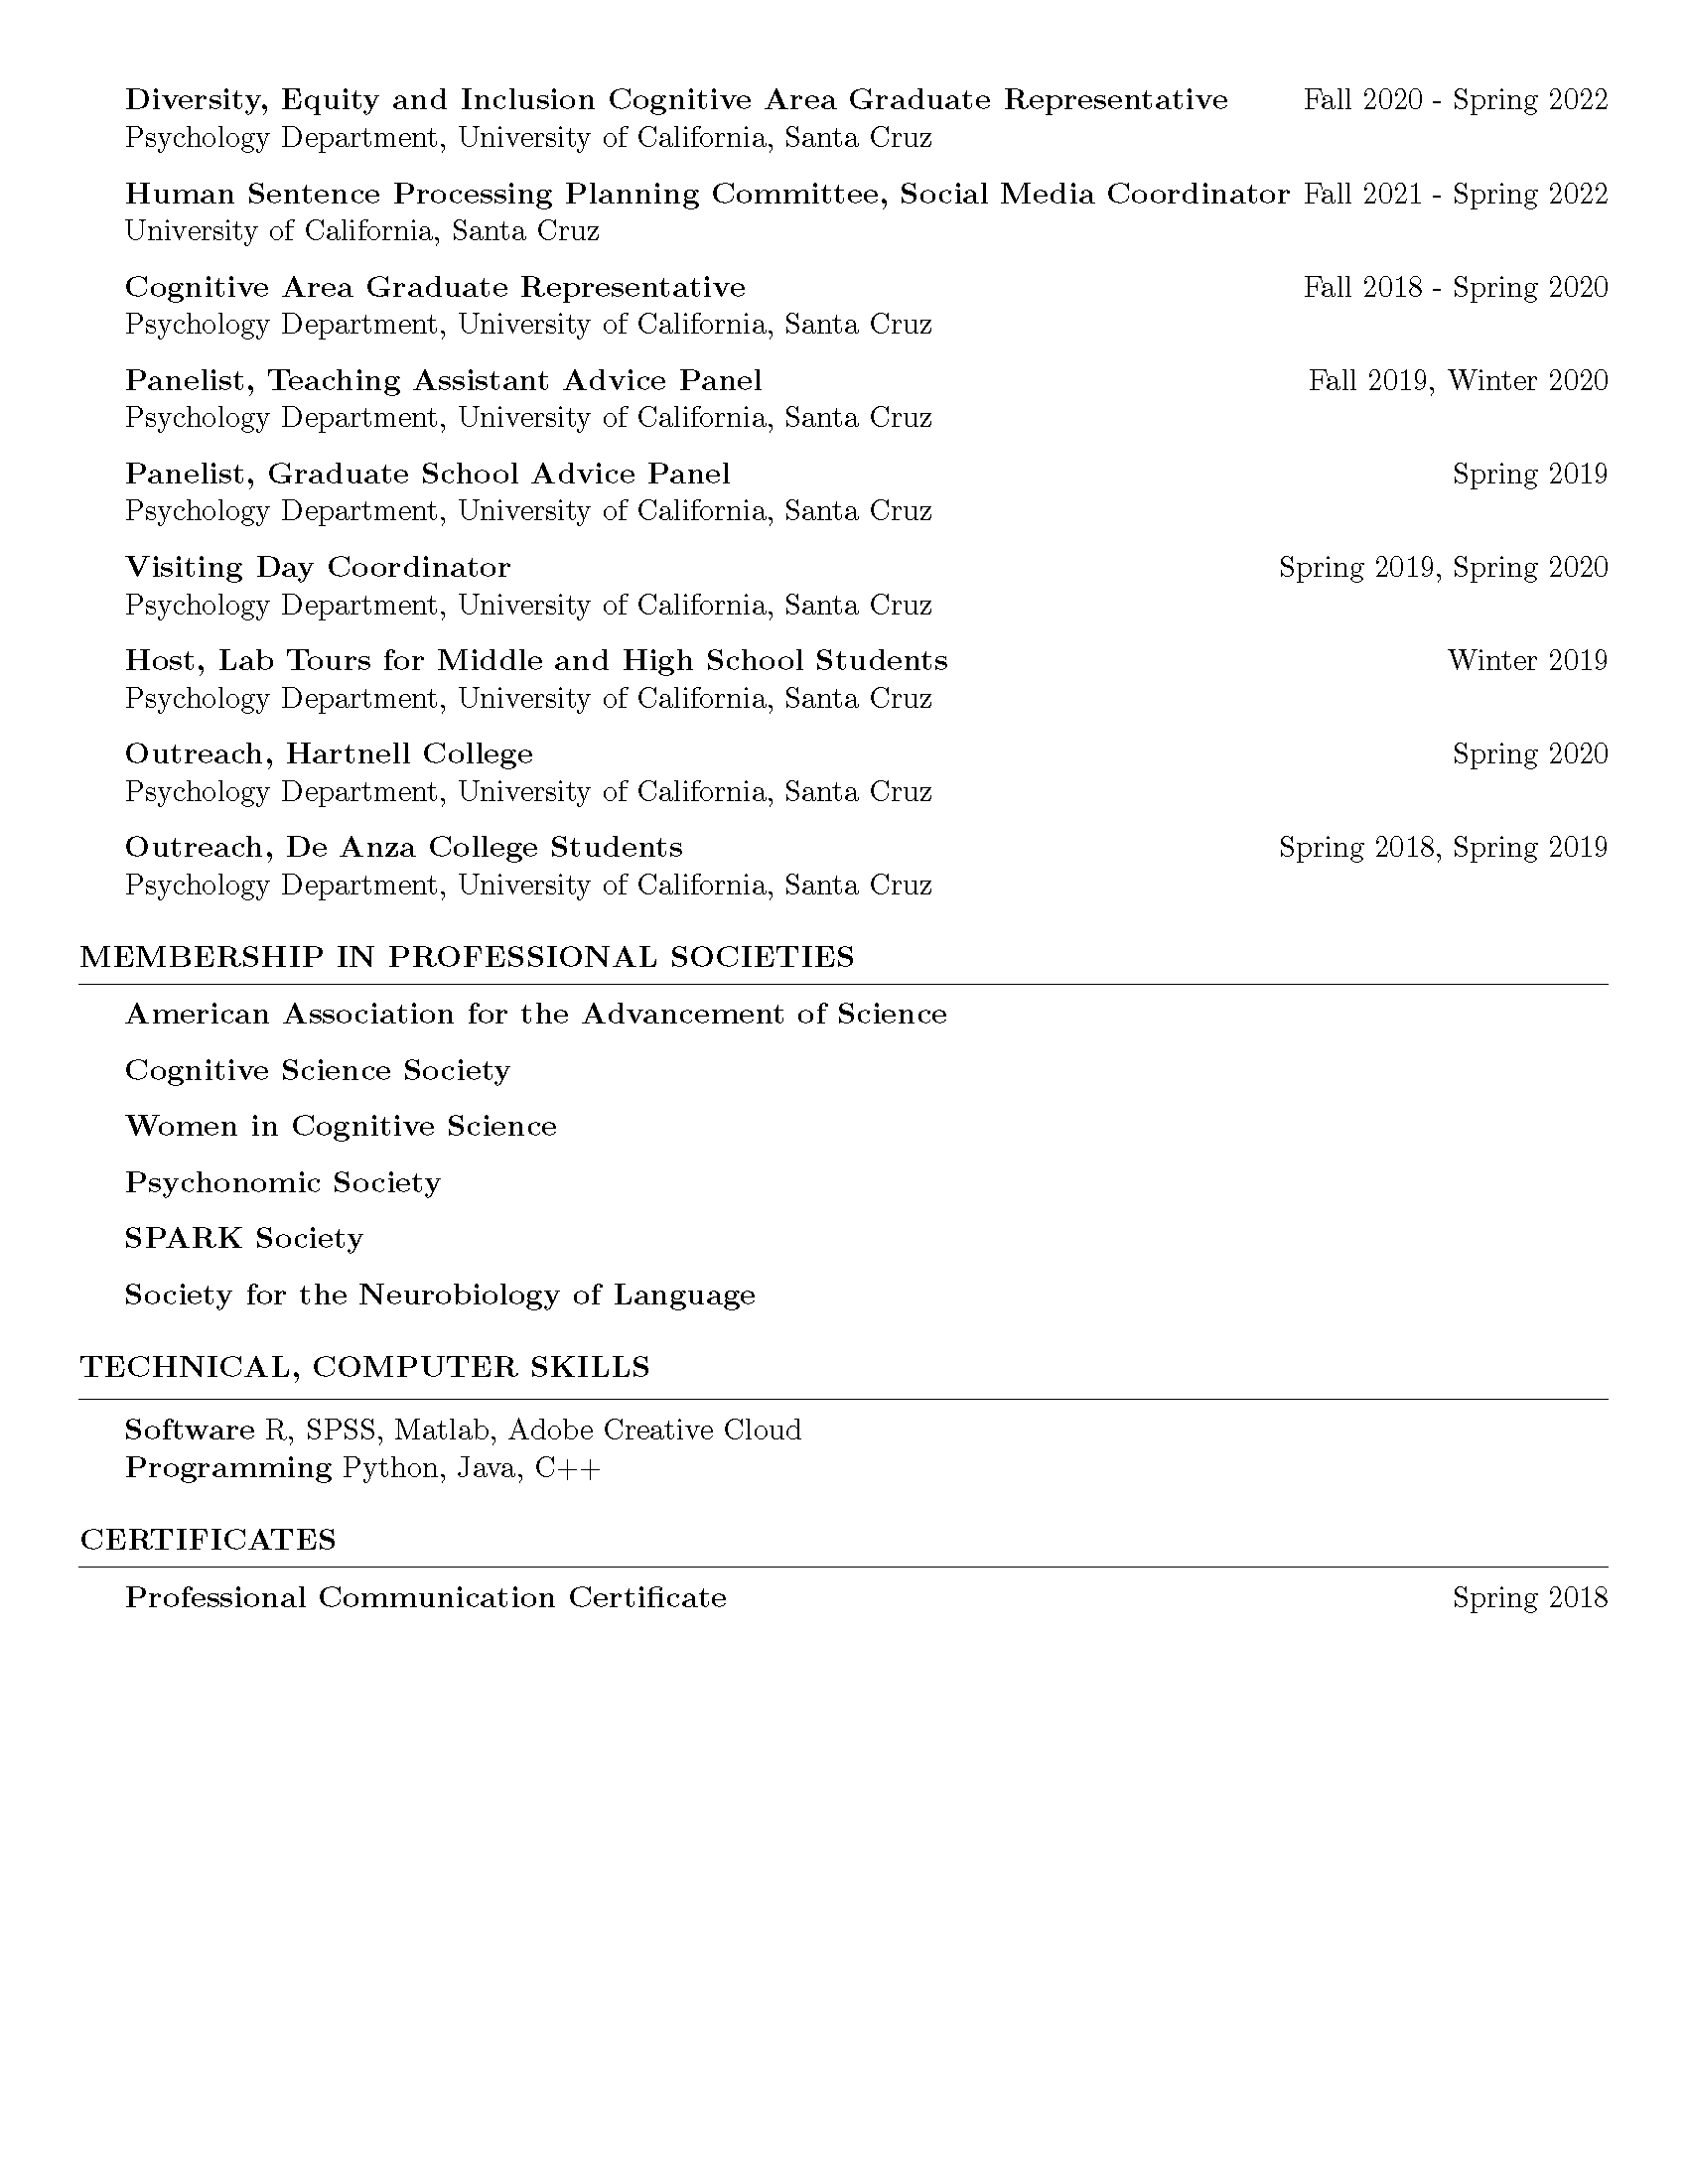 Diversity, Equity and Inclusion Cognitive Area Graduate Representative Fall 2020 - Spring 2022
Psychology Department, University of California, Santa Cruz
Human Sentence Processing Planning Committee, Social Media Coordinator Fall 2021 - Spring 2022
University of California, Santa Cruz
Cognitive Area Graduate Representative Fall 2018 - Spring 2020
Psychology Department, University of California, Santa Cruz
Panelist, Teaching Assistant Advice Panel Fall 2019, Winter 2020
Psychology Department, University of California, Santa Cruz
Panelist, Graduate School Advice Panel Spring 2019
Psychology Department, University of California, Santa Cruz
Visiting Day Coordinator Spring 2019, Spring 2020
Psychology Department, University of California, Santa Cruz
Host, Lab Tours for Middle and High School Students Winter 2019
Psychology Department, University of California, Santa Cruz
Outreach, Hartnell College Spring 2020
Psychology Department, University of California, Santa Cruz
Outreach, De Anza College Students Spring 2018, Spring 2019
Psychology Department, University of California, Santa Cruz
MEMBERSHIP IN PROFESSIONAL SOCIETIES
American Association for the Advancement of Science
Cognitive Science Society
Women in Cognitive Science
Psychonomic Society
SPARK Society
Society for the Neurobiology of Language
TECHNICAL, COMPUTER SKILLS
Software R, SPSS, Matlab, Adobe Creative Cloud
Programming Python, Java, C++
CERTIFICATES
Professional Communication Certificate Spring 2018